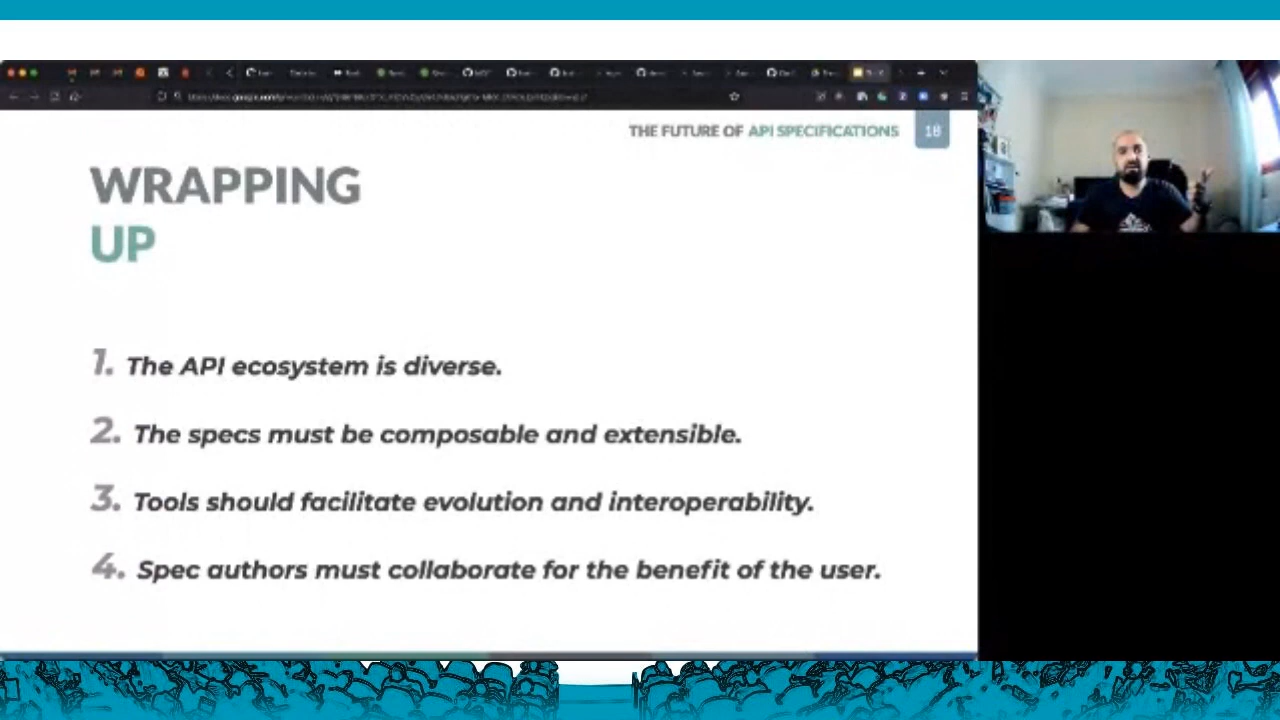 THE FUTURE OF API SPECIFICATIONS 18
WRAPPING
UP
1. The API ecosystem is diverse.
2. The specs must be composable and extensible.
3. Tools should facilitate evolution and interoperability.
4. Spec authors must collaborate for the benefit of the user.